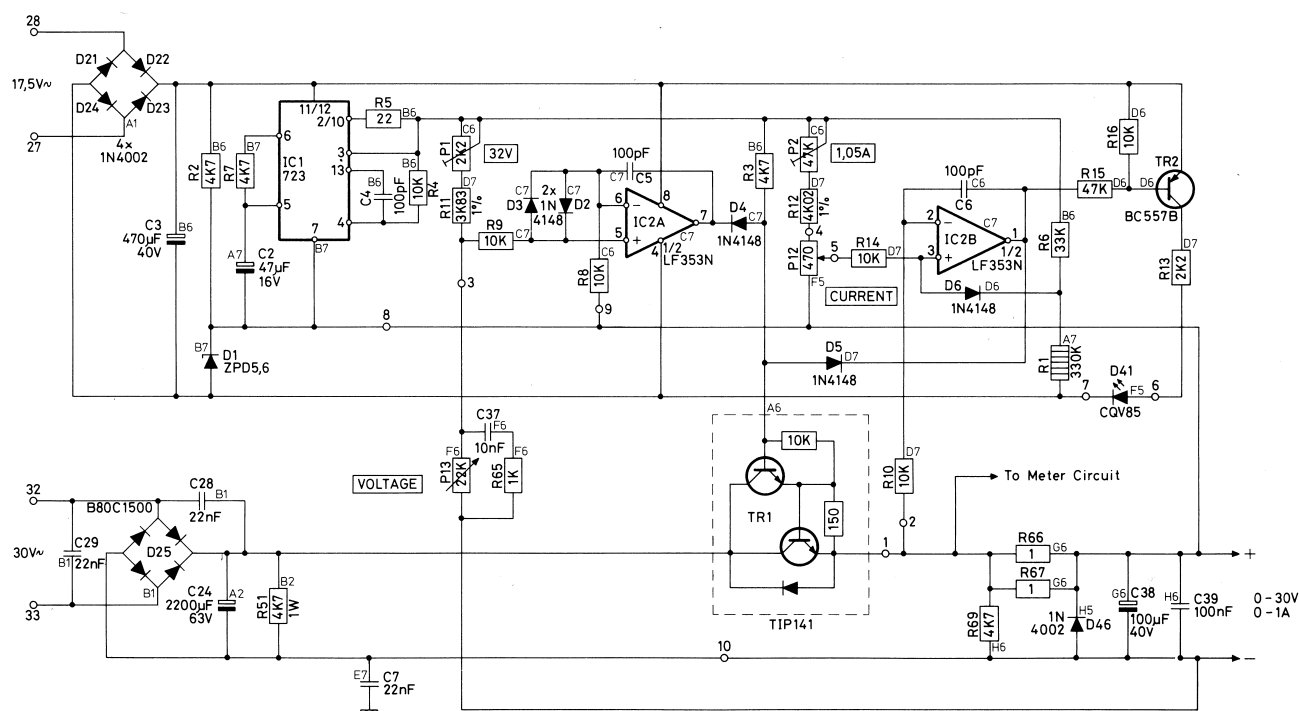 28
D21
D22
17,5V~
D24
D23
A1
27
4x
1N4002
C3
470µF
40V
B6
R2
4K7
B6
R7
4K7
B7
A7
C2
47µF
16V
11/12
2/10
6
IC1
723
3
13
5
4
7
B7
R5
22
B6
B6
C4
100pF
B6
10K
R4
P1
2K2
C6
32V
R11
3K83
1%
D7
R9
10K
C7
3
8
B7
D1
ZPD5,6
2x
1N
4148
C7
D3
C7
D2
100pF
C7
C5
6
−
8
IC2A
7
5
+
C7
4
1/2
LF353N
C6
R8
10K
9
D4
C7
1N4148
R3
4K7
B6
P2
47K
C6
1,05A
R12
4K02
1%
D7
4
P12
470
F5
5
R14
10K
D7
CURRENT
100pF
C6
C6
2
−
IC2B
C7
1
3
+
1/2
LF353N
D6
D6
1N4148
R6
33K
B6
R15
47K
D6
R16
10K
D6
D6
TR2
BC557B
R13
2K2
D7
D5
D7
1N4148
R1
330K
A7
7
D41
F5
6
CQV85
A6
10K
TR1
150
TIP141
R10
10K
D7
2
1
To Meter Circuit
C37
F6
10nF
F6
P13
22K
F6
R65
1K
VOLTAGE
32
B80C1500
C28
B1
22nF
C29
B1
22nF
30V~
D25
B1
33
C24
A2
2200µF
63V
R51
4K7
1W
B2
E7
C7
22nF
10
R66
1
G6
R67
1
G6
R69
4K7
H6
1N
4002
H5
D46
C38
G6
100µF
40V
H6
C39
100nF
+
0-30V
0-1A
−